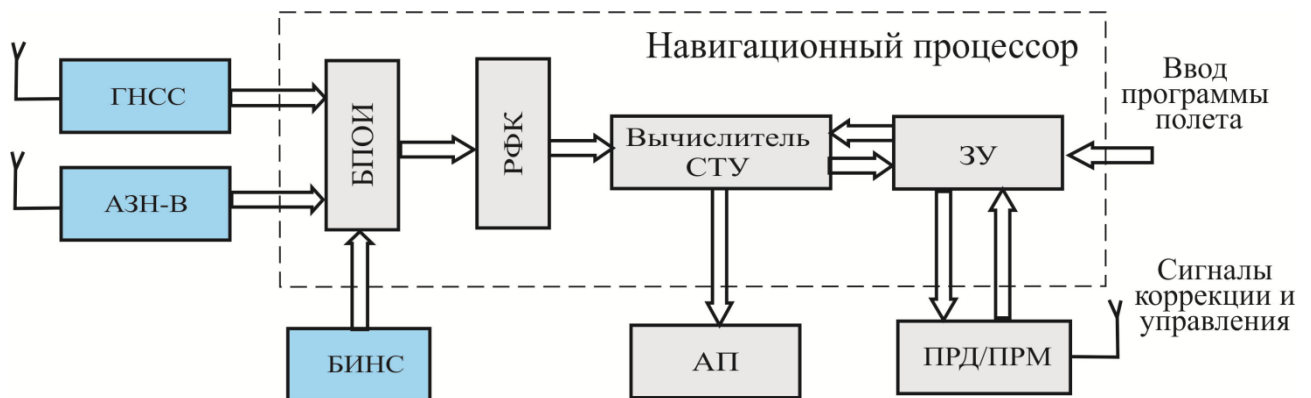 Навигационный процессор
ГНСС
АЗН-В
БПОИ
РФК
Вычислитель
СТУ
ЗУ
Ввод
программы
полета
БИНС
АП
ПРД/ПРМ
Сигналы
коррекции и
управления